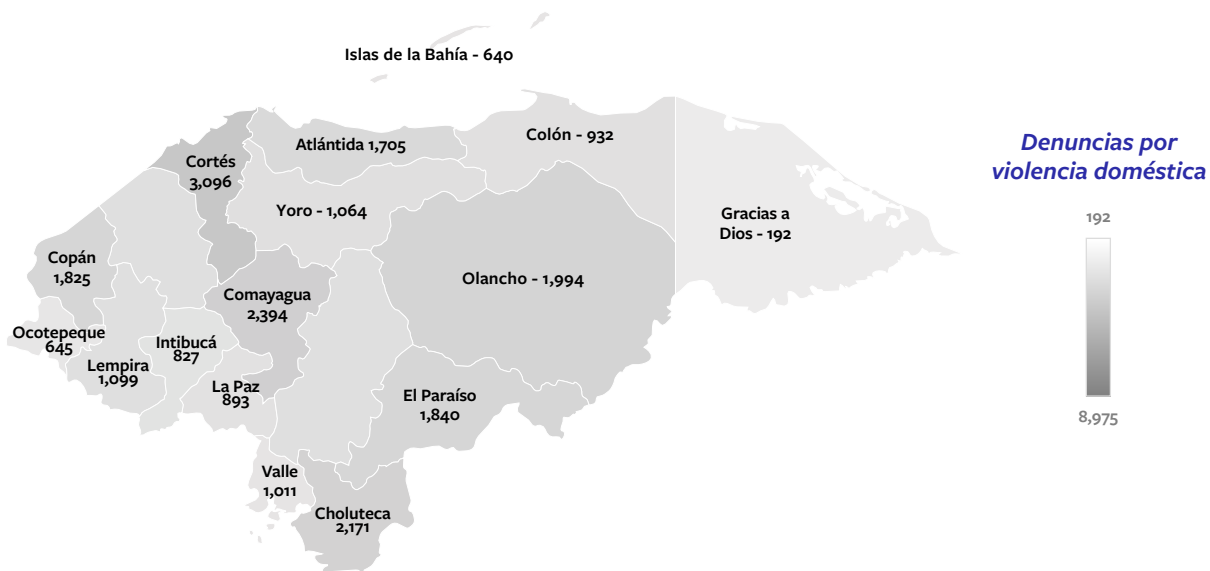 Islas de la Bahía - 640
Atlántida 1,705
Colón - 932
Cortés
3,096
Yoro - 1,064
Gracias a
Dios - 192
Copán
1,825
Olancho - 1,994
Comayagua
2,394
Ocotepeque
645
Intibucá
827
Lempira
1,099
La Paz
893
El Paraíso
1,840
Valle
1,011
Choluteca
2,171
Denuncias por
violencia doméstica
192
8,975